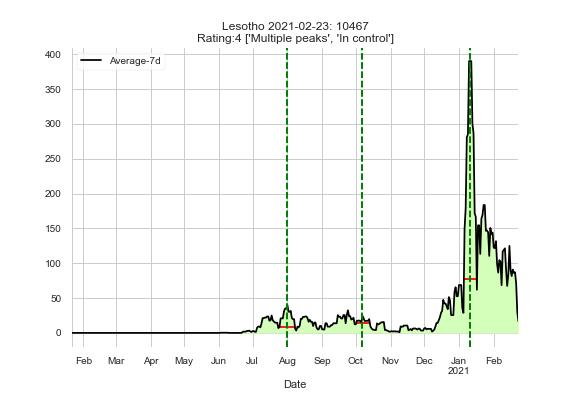 Lesotho 2021-02-23: 10467
Rating:4 ['Multiple peaks', 'In control']
Average-7d
400
350
300
250
200
150
100
50
0
Feb Mar Apr May Jun Jul Aug Sep Oct Nov Dec Jan Feb
2021
Date